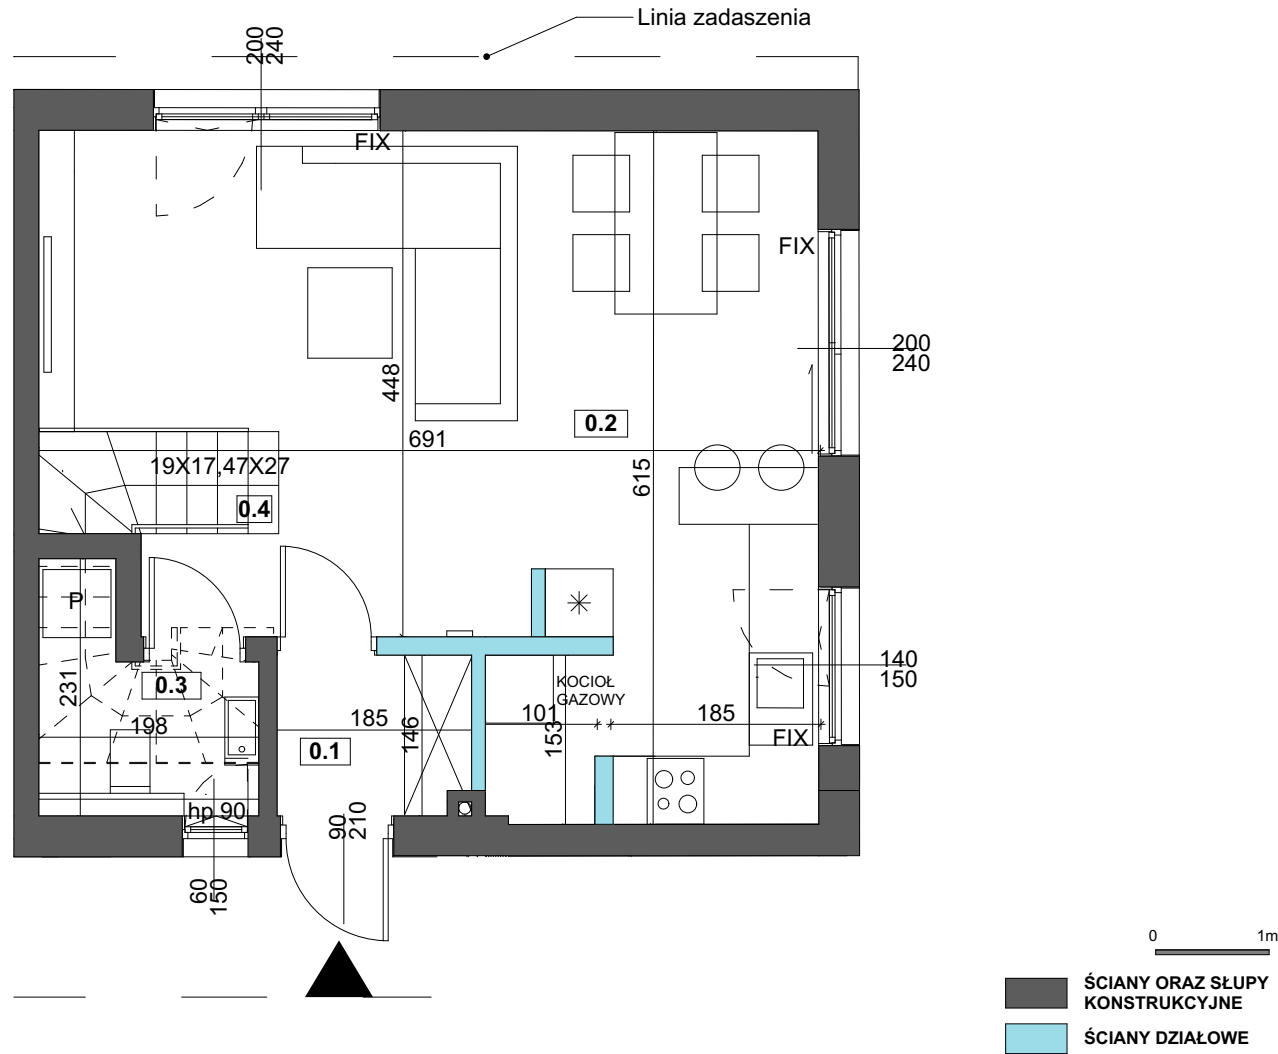 Linia zadaszenia
200
240
FIX
FIX
200
240
448
0.2
691
19X17,47X27
615
0.4
P
140
150
KOCIOŁ
GAZOWY
0.3
231
198
185
146
101
153
185
0.1
FIX
hp 90
90
210
60
150
0 1m
ŚCIANY ORAZ SŁUPY
KONSTRUKCYJNE
ŚCIANY DZIAŁOWE